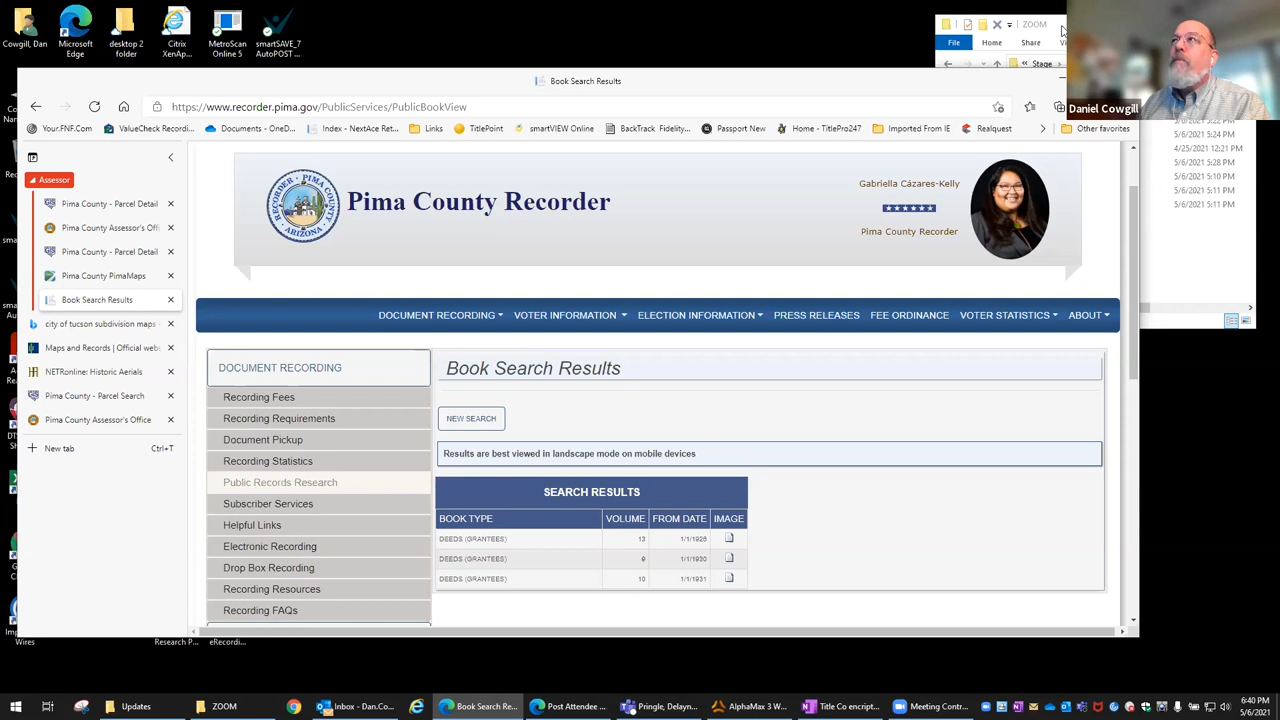 Cowgill, Dan
Microsoft Edge
desktop 2 folder
Citrix XenAp...
MetroScan Online 5
smartSAVE_7 AutoPOST...
ZOOM
File Home Share
« Stage
Daniel Cowgill
Book Search Results
https://www.recorder.pima.gov/PublicServices/PublicBookView
Your.FNF.Com
ValueCheck Recordi...
Documents - OneD...
Index - NextAce Ret...
Links
TitlePoint
smartVIEW Online
BackTrack Fidelity...
Passport New
Home - TitlePro247
Imported From IE
Realquest
Other favorites
5/6/2021 5:24 PM
4/25/2021 12:21 PM
5/6/2021 5:28 PM
5/6/2021 5:10 PM
5/6/2021 5:11 PM
5/6/2021 5:11 PM
Assessor
Pima County - Parcel Detail
Pima County Assessor's Offi
Pima County - Parcel Detail
Pima County PimaMaps
Book Search Results
city of tucson subdivision maps -
Maps and Records | Official webs
NETRonline: Historic Aerials
Pima County - Parcel Search
Pima County Assessor's Office
New tab Ctrl+T
Pima County Recorder
Gabriella Cázares-Kelly
Pima County Recorder
DOCUMENT RECORDING VOTER INFORMATION ELECTION INFORMATION PRESS RELEASES FEE ORDINANCE VOTER STATISTICS ABOUT
DOCUMENT RECORDING
Recording Fees
Recording Requirements
Document Pickup
Recording Statistics
Public Records Research
Subscriber Services
Helpful Links
Electronic Recording
Drop Box Recording
Recording Resources
Recording FAQs
Book Search Results
NEW SEARCH
Results are best viewed in landscape mode on mobile devices
SEARCH RESULTS
BOOK TYPE VOLUME FROM DATE IMAGE
DEEDS (GRANTEES) 13 1/1/1926
DEEDS (GRANTEES) 9 1/1/1930
DEEDS (GRANTEES) 10 1/1/1931
Wires
Research P...
eRecordi...
Updates
ZOOM
Inbox - Dan.Co...
Book Search Re...
Post Attendee ...
Pringle, Delayn...
AlphaMax 3 W...
Title Co encript...
Meeting Contr...
6:40 PM
5/6/2021